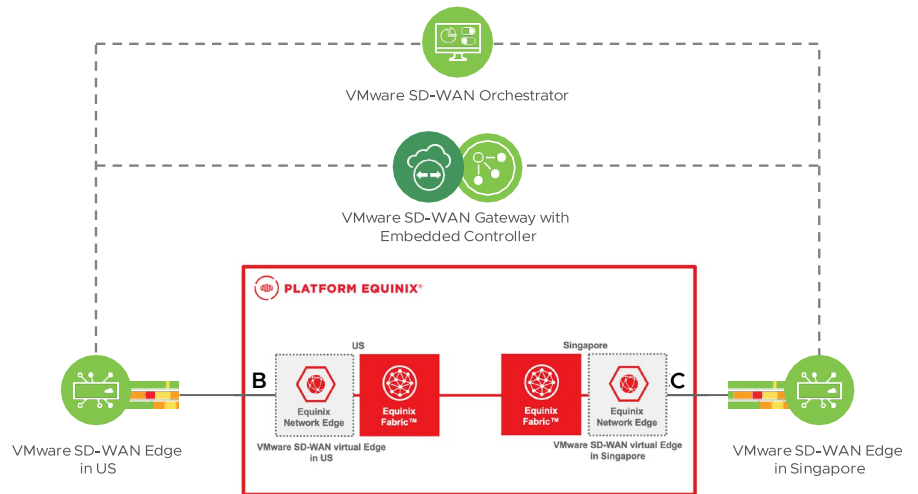 VMware SD-WAN Orchestrator
VMware SD-WAN Gateway with
Embedded Controller
PLATFORM EQUINIX®
US
Singapore
B
C
Equinix
Network Edge
Equinix
Fabric™
Equinix
Fabric™
Equinix
Network Edge
VMware SD-WAN virtual Edge
in US
VMware SD-WAN virtual Edge
in Singapore
VMware SD-WAN Edge
in US
VMware SD-WAN Edge
in Singapore